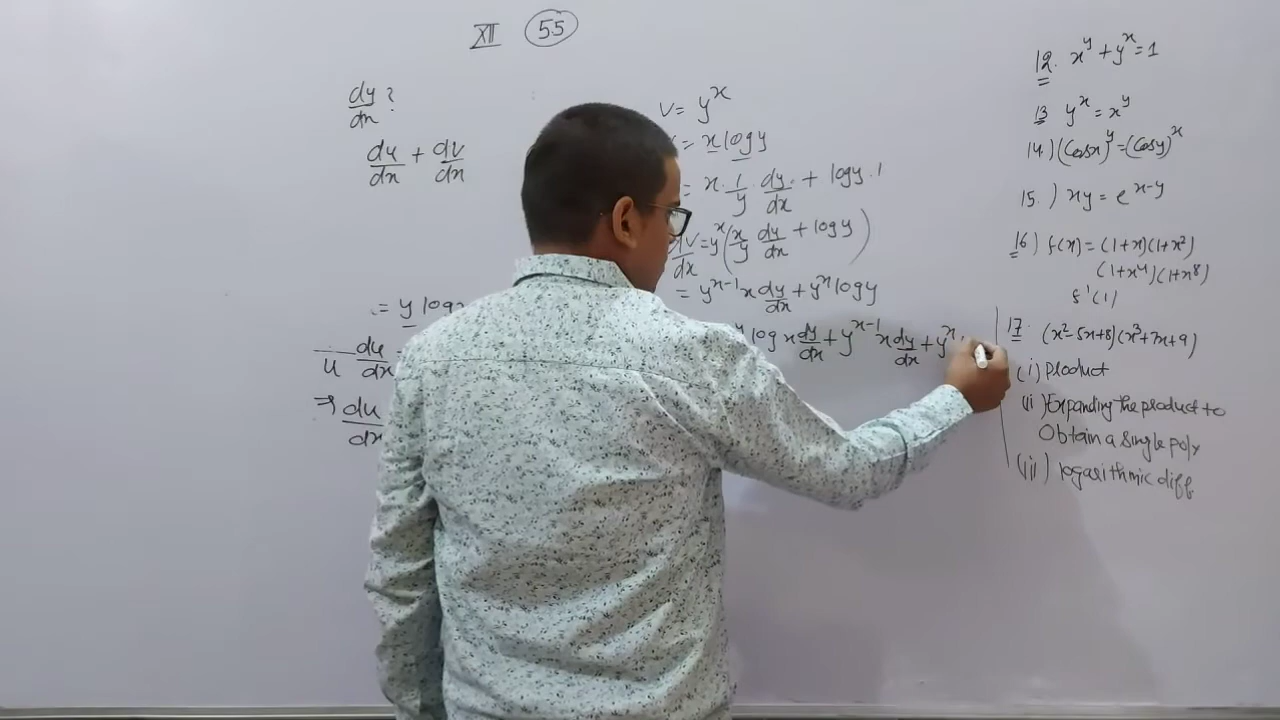 XII 55
dy/dx ?
du/dx + dv/dx
= y log
1/u du/dx
⇒ du/dx
v = y^x
= x log y
= x · 1/y · dy/dx + log y · 1
dv/dx = y^x (x/y dy/dx + log y)
= y^{x-1} x dy/dx + y^x log y
log x dy/dx + y^{x-1} x dy/dx + y^x
12. x^y + y^x = 1
13 y^x = x^y
14.) (Cosx)^y = (Cosy)^x
15.) xy = e^{x-y}
16) f(x) = (1+x)(1+x²)
(1+x⁴)(1+x⁸)
f'(1)
17. (x²-5x+8)(x³+7x+9)
(i) Product
(ii) Expanding the product to
Obtain a single poly
(iii) logarithmic diff